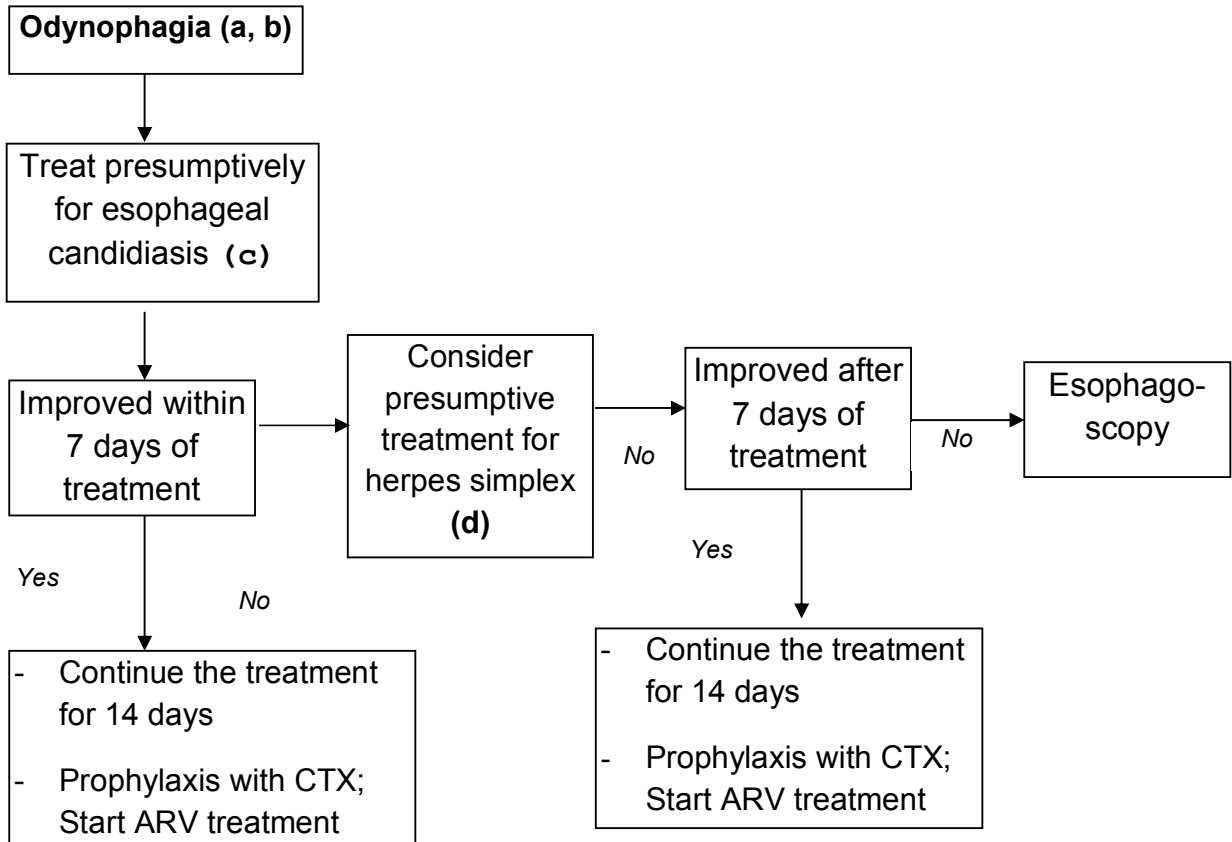 Odynophagia (a, b)
Treat presumptively
for esophageal
candidiasis (c)
Improved within
7 days of
treatment
Yes
No
- Continue the treatment
for 14 days
- Prophylaxis with CTX;
Start ARV treatment
Consider
presumptive
treatment for
herpes simplex
(d)
No
Improved after
7 days of
treatment
No
Yes
- Continue the treatment
for 14 days
- Prophylaxis with CTX;
Start ARV treatment
Esophago-
scopy